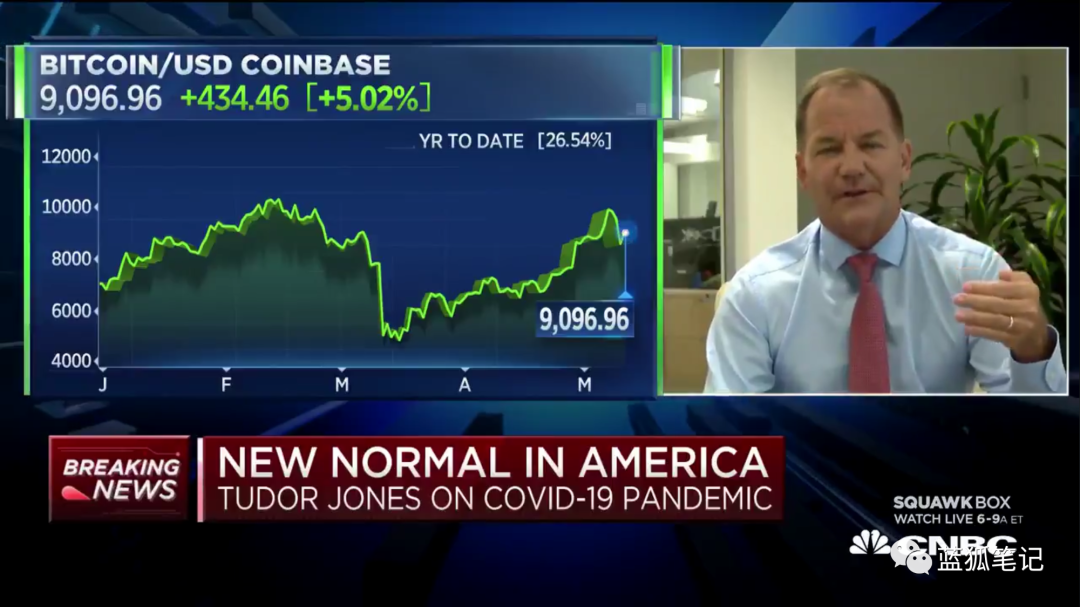 BITCOIN/USD COINBASE
9,096.96 +434.46 [+5.02%]
YR TO DATE [26.54%]
12000
10000
8000
6000
4000
9,096.96
J F M A M
BREAKING
NEWS
NEW NORMAL IN AMERICA
TUDOR JONES ON COVID-19 PANDEMIC
SQUAWK BOX
WATCH LIVE 6-9A ET
CNBC
蓝狐笔记